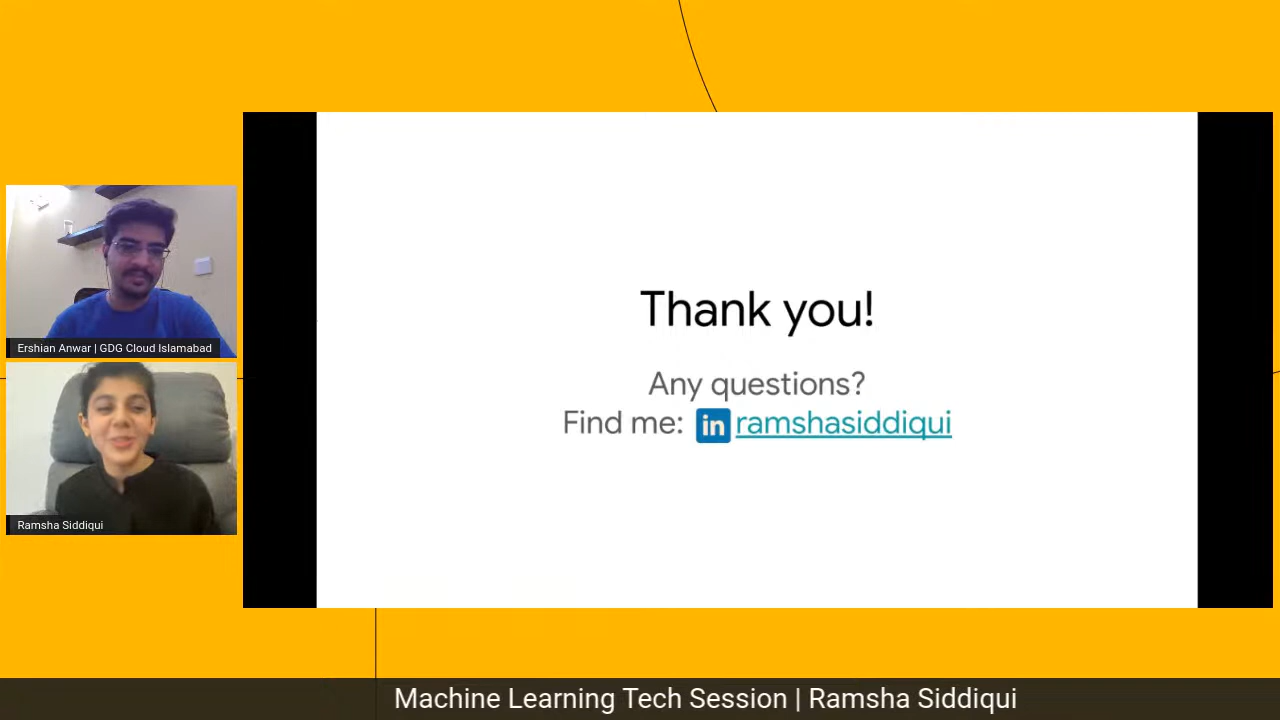 Ershian Anwar | GDG Cloud Islamabad
Ramsha Siddiqui
Thank you!
Any questions?
Find me: in ramshasiddiqui
Machine Learning Tech Session | Ramsha Siddiqui